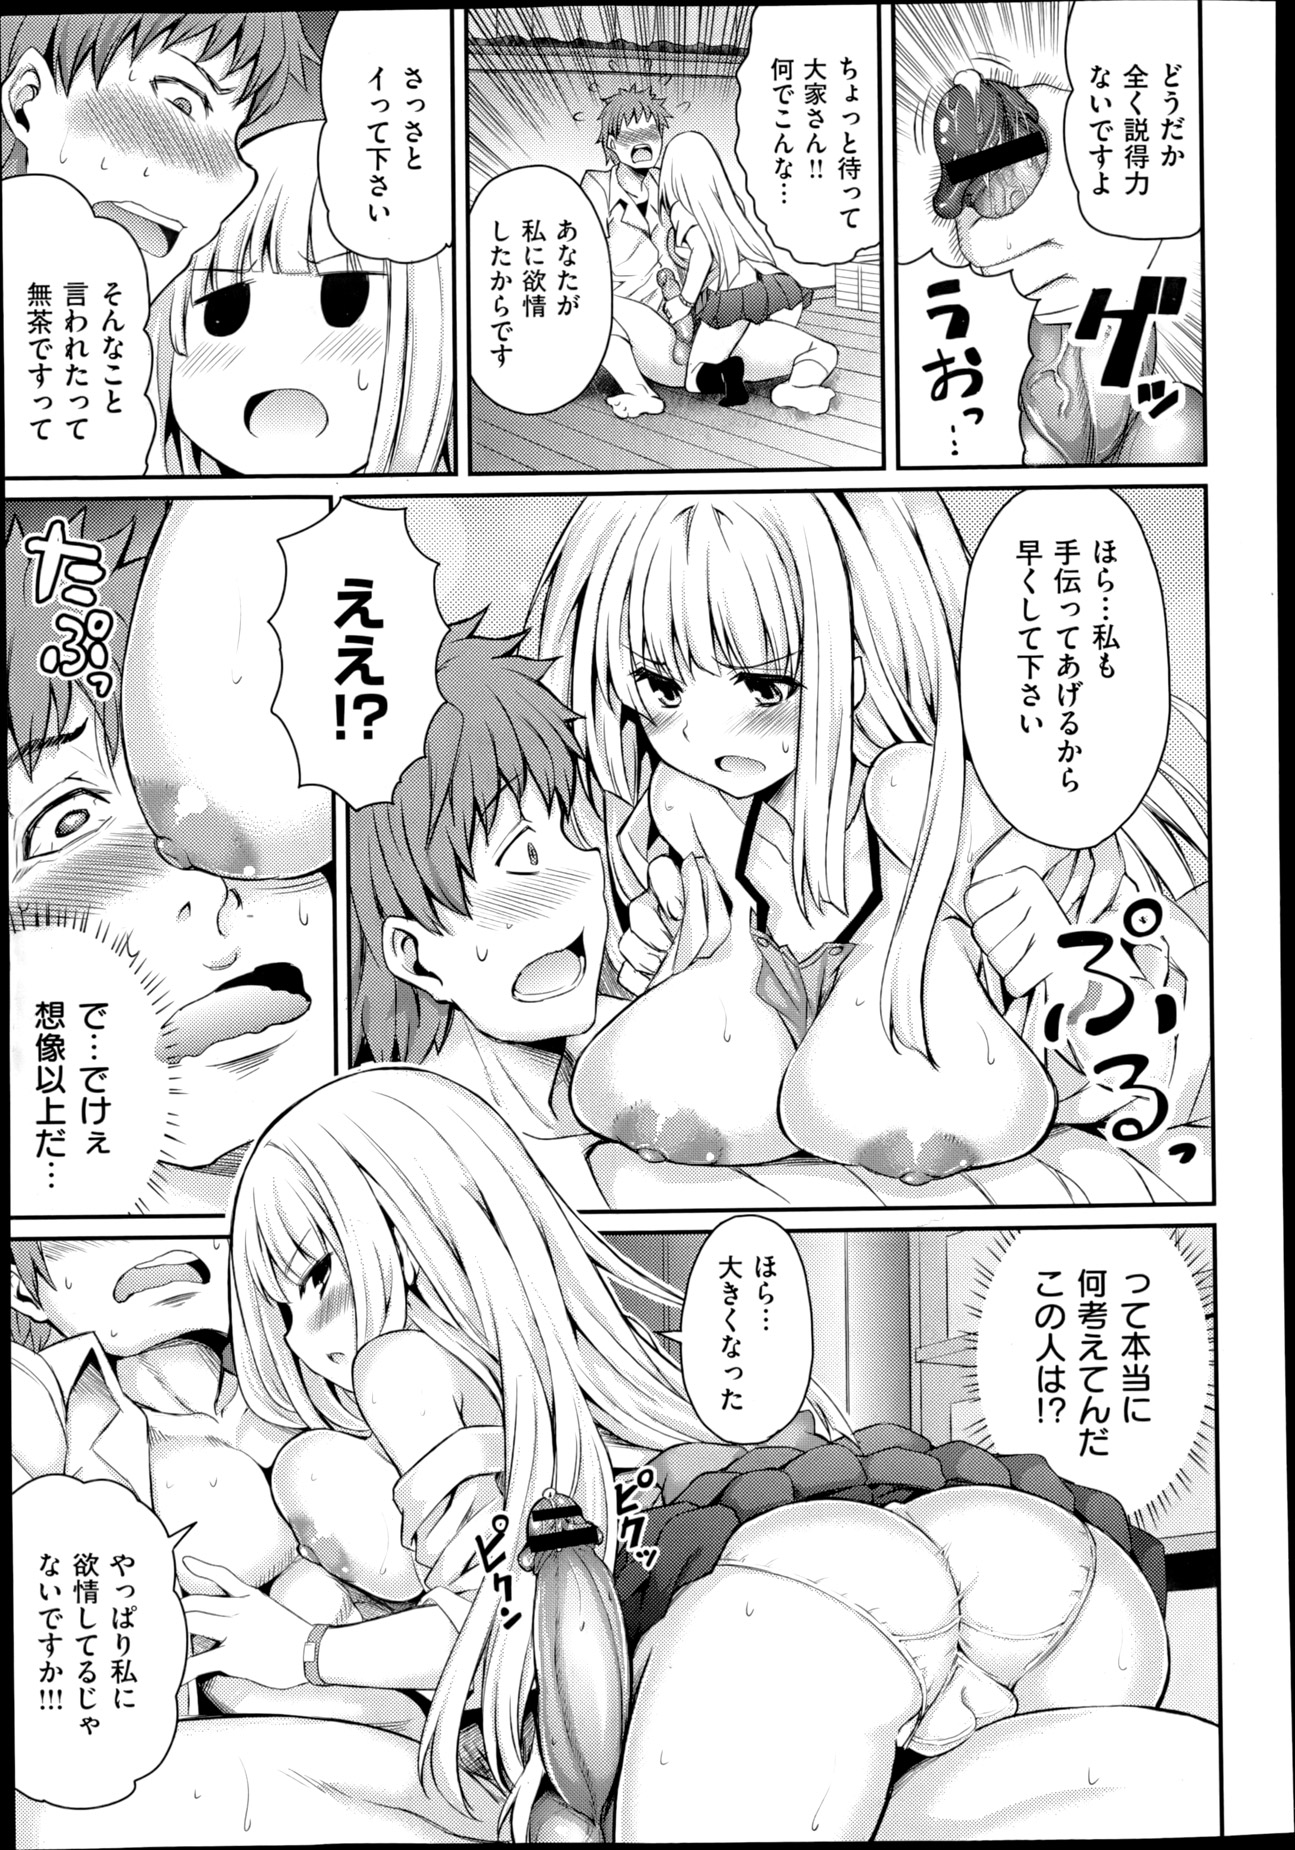 どうだか
全く説得力
ないですよ
うおっ…
ゲッ
ちょっと待って
大家さん!!
何でこんな…
あなたが
私に欲情
したからです
さっさと
イって下さい
そんなこと
言われたって
無茶ですって
ほら…私も
手伝ってあげるから
早くして下さい
ぷるっ
ええ!?
たぷっ
で…でけぇ
想像以上だ…
って本当に
何考えてんだ
この人は!?
ほら…
大きくなった
ピクッ
ピクン
やっぱり私に
欲情してるじゃ
ないですか!!!